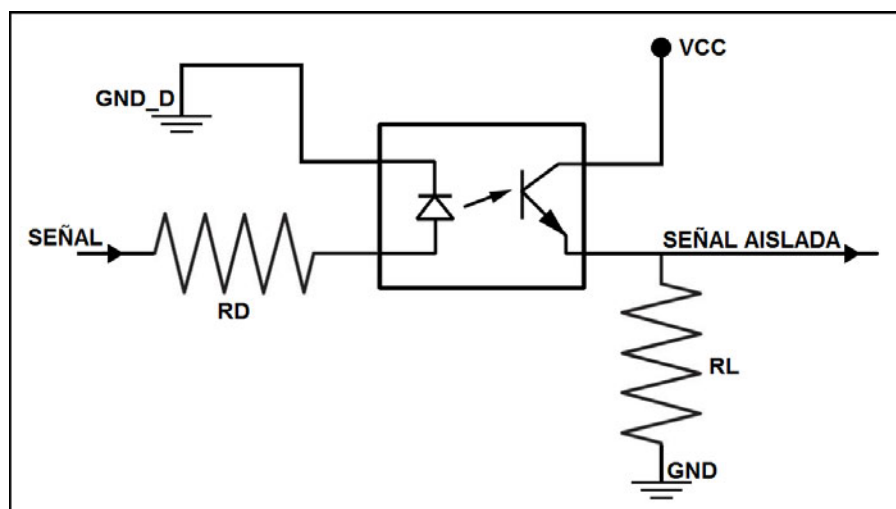 VCC
GND_D
SEÑAL
SEÑAL AISLADA
RD
RL
GND